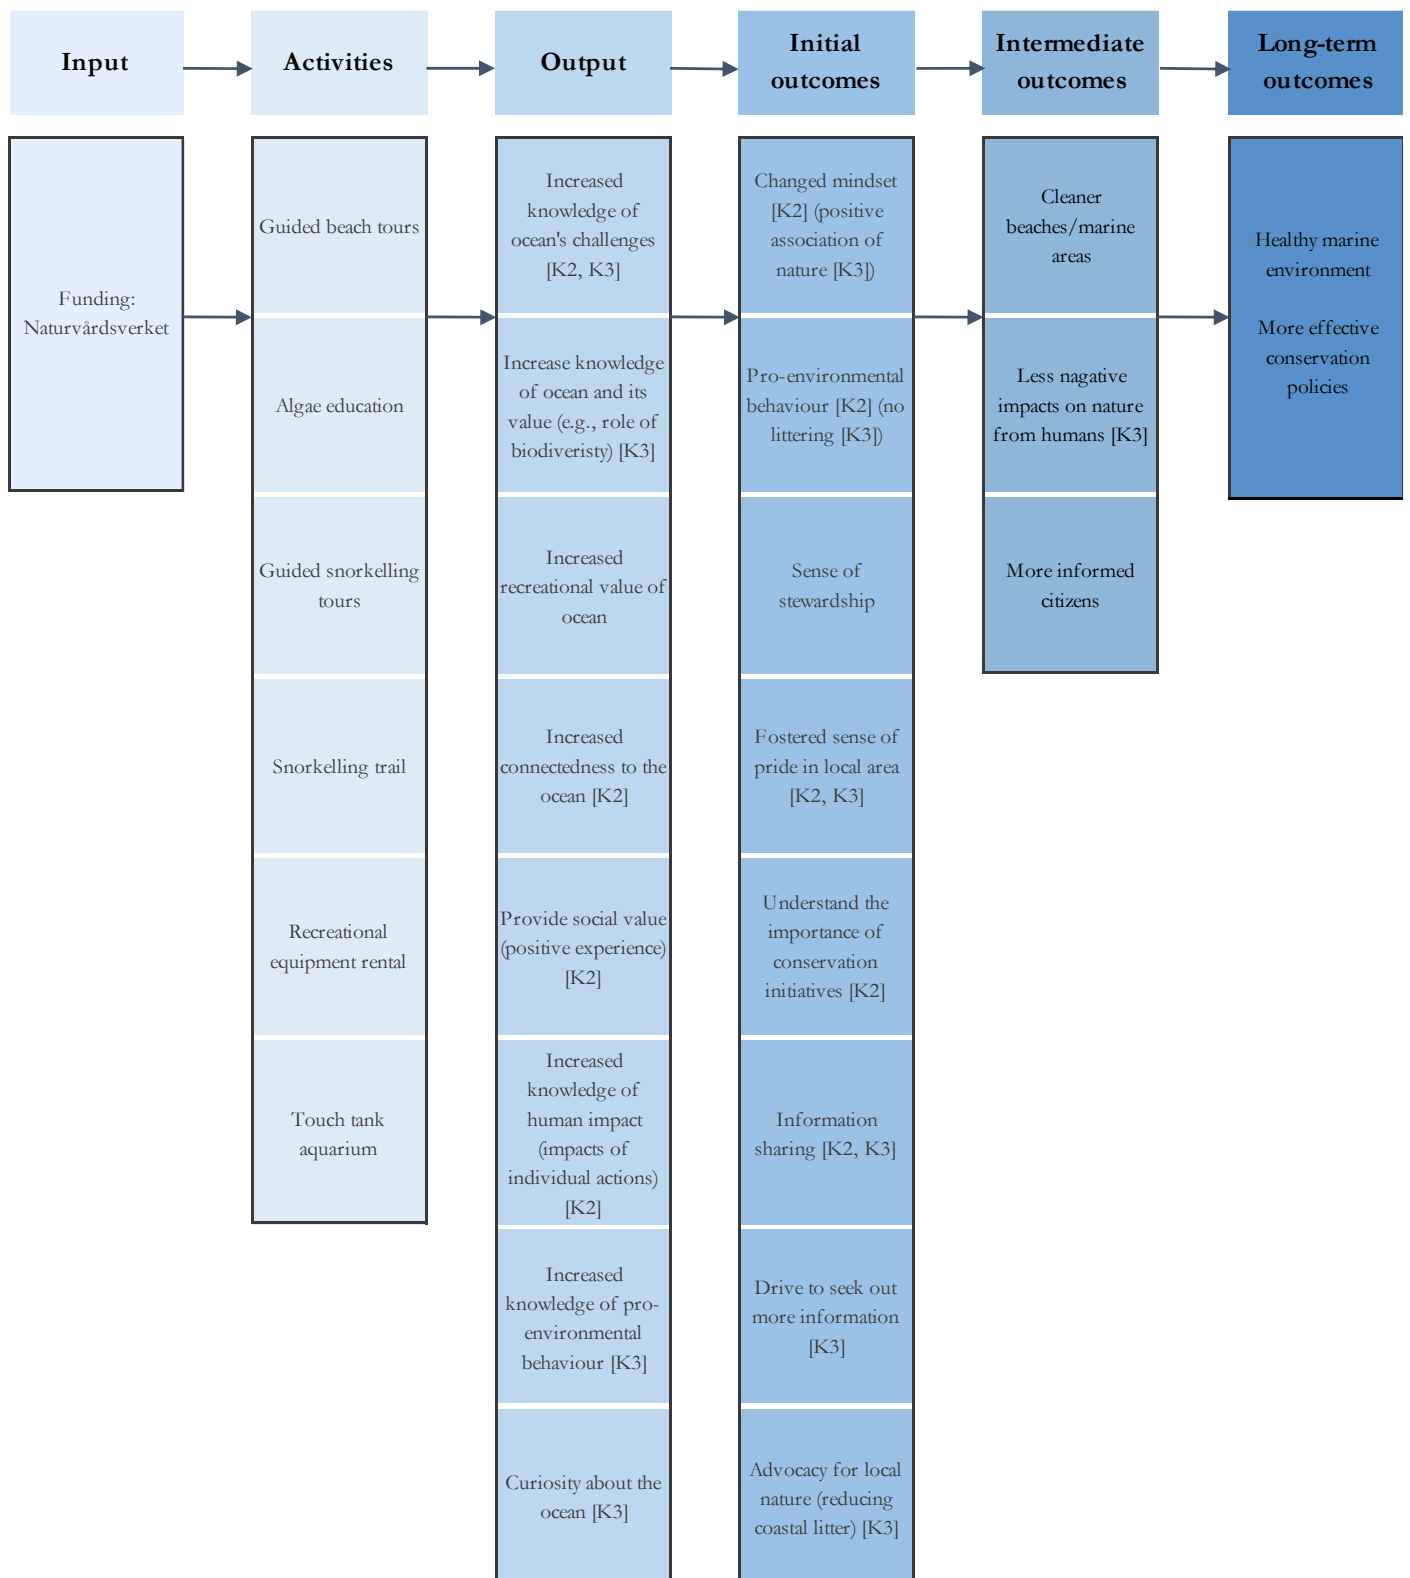 Input
Activities
Output
Initial
outcomes
Intermediate
outcomes
Long-term
outcomes
Funding:
Naturvårdsverket
Guided beach tours
Algae education
Guided snorkelling
tours
Snorkelling trail
Recreational
equipment rental
Touch tank
aquarium
Increased
knowledge of
ocean's challenges
[K2, K3]
Increase knowledge
of ocean and its
value (e.g., role of
biodiveristy) [K3]
Increased
recreational value of
ocean
Increased
connectedness to the
ocean [K2]
Provide social value
(positive experience)
[K2]
Increased
knowledge of
human impact
(impacts of
individual actions)
[K2]
Increased
knowledge of pro-
environmental
behaviour [K3]
Curiosity about the
ocean [K3]
Changed mindset
[K2] (positive
association of
nature [K3])
Pro-environmental
behaviour [K2] (no
littering [K3])
Sense of
stewardship
Fostered sense of
pride in local area
[K2, K3]
Understand the
importance of
conservation
initiatives [K2]
Information
sharing [K2, K3]
Drive to seek out
more information
[K3]
Advocacy for local
nature (reducing
coastal litter) [K3]
Cleaner
beaches/marine
areas
Less nagative
impacts on nature
from humans [K3]
More informed
citizens
Healthy marine
environment
More effective
conservation
policies